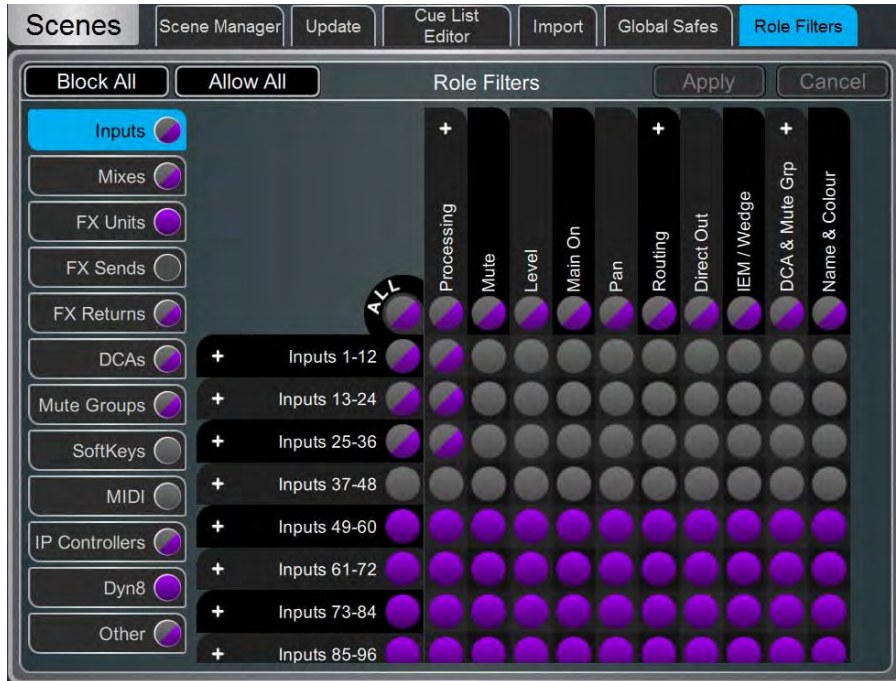 Scenes
Scene Manager
Update
Cue List
Editor
Import
Global Safes
Role Filters
Block All
Allow All
Role Filters
Apply
Cancel
Inputs
Mixes
FX Units
FX Sends
FX Returns
DCAs
Mute Groups
SoftKeys
MIDI
IP Controllers
Dyn8
Other
+
+
+
Processing
Mute
Level
Main On
Pan
Routing
Direct Out
IEM / Wedge
DCA & Mute Grp
Name & Colour
ALL
+ Inputs 1-12
+ Inputs 13-24
+ Inputs 25-36
+ Inputs 37-48
+ Inputs 49-60
+ Inputs 61-72
+ Inputs 73-84
+ Inputs 85-96